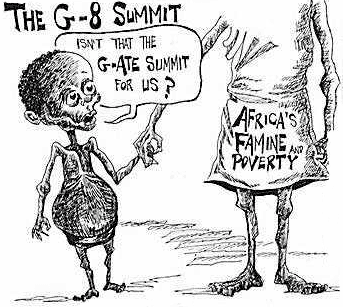 THE G-8 SUMMIT
ISN'T THAT THE
G-ATE SUMMIT
FOR US?
AFRICA'S
FAMINE AND
POVERTY